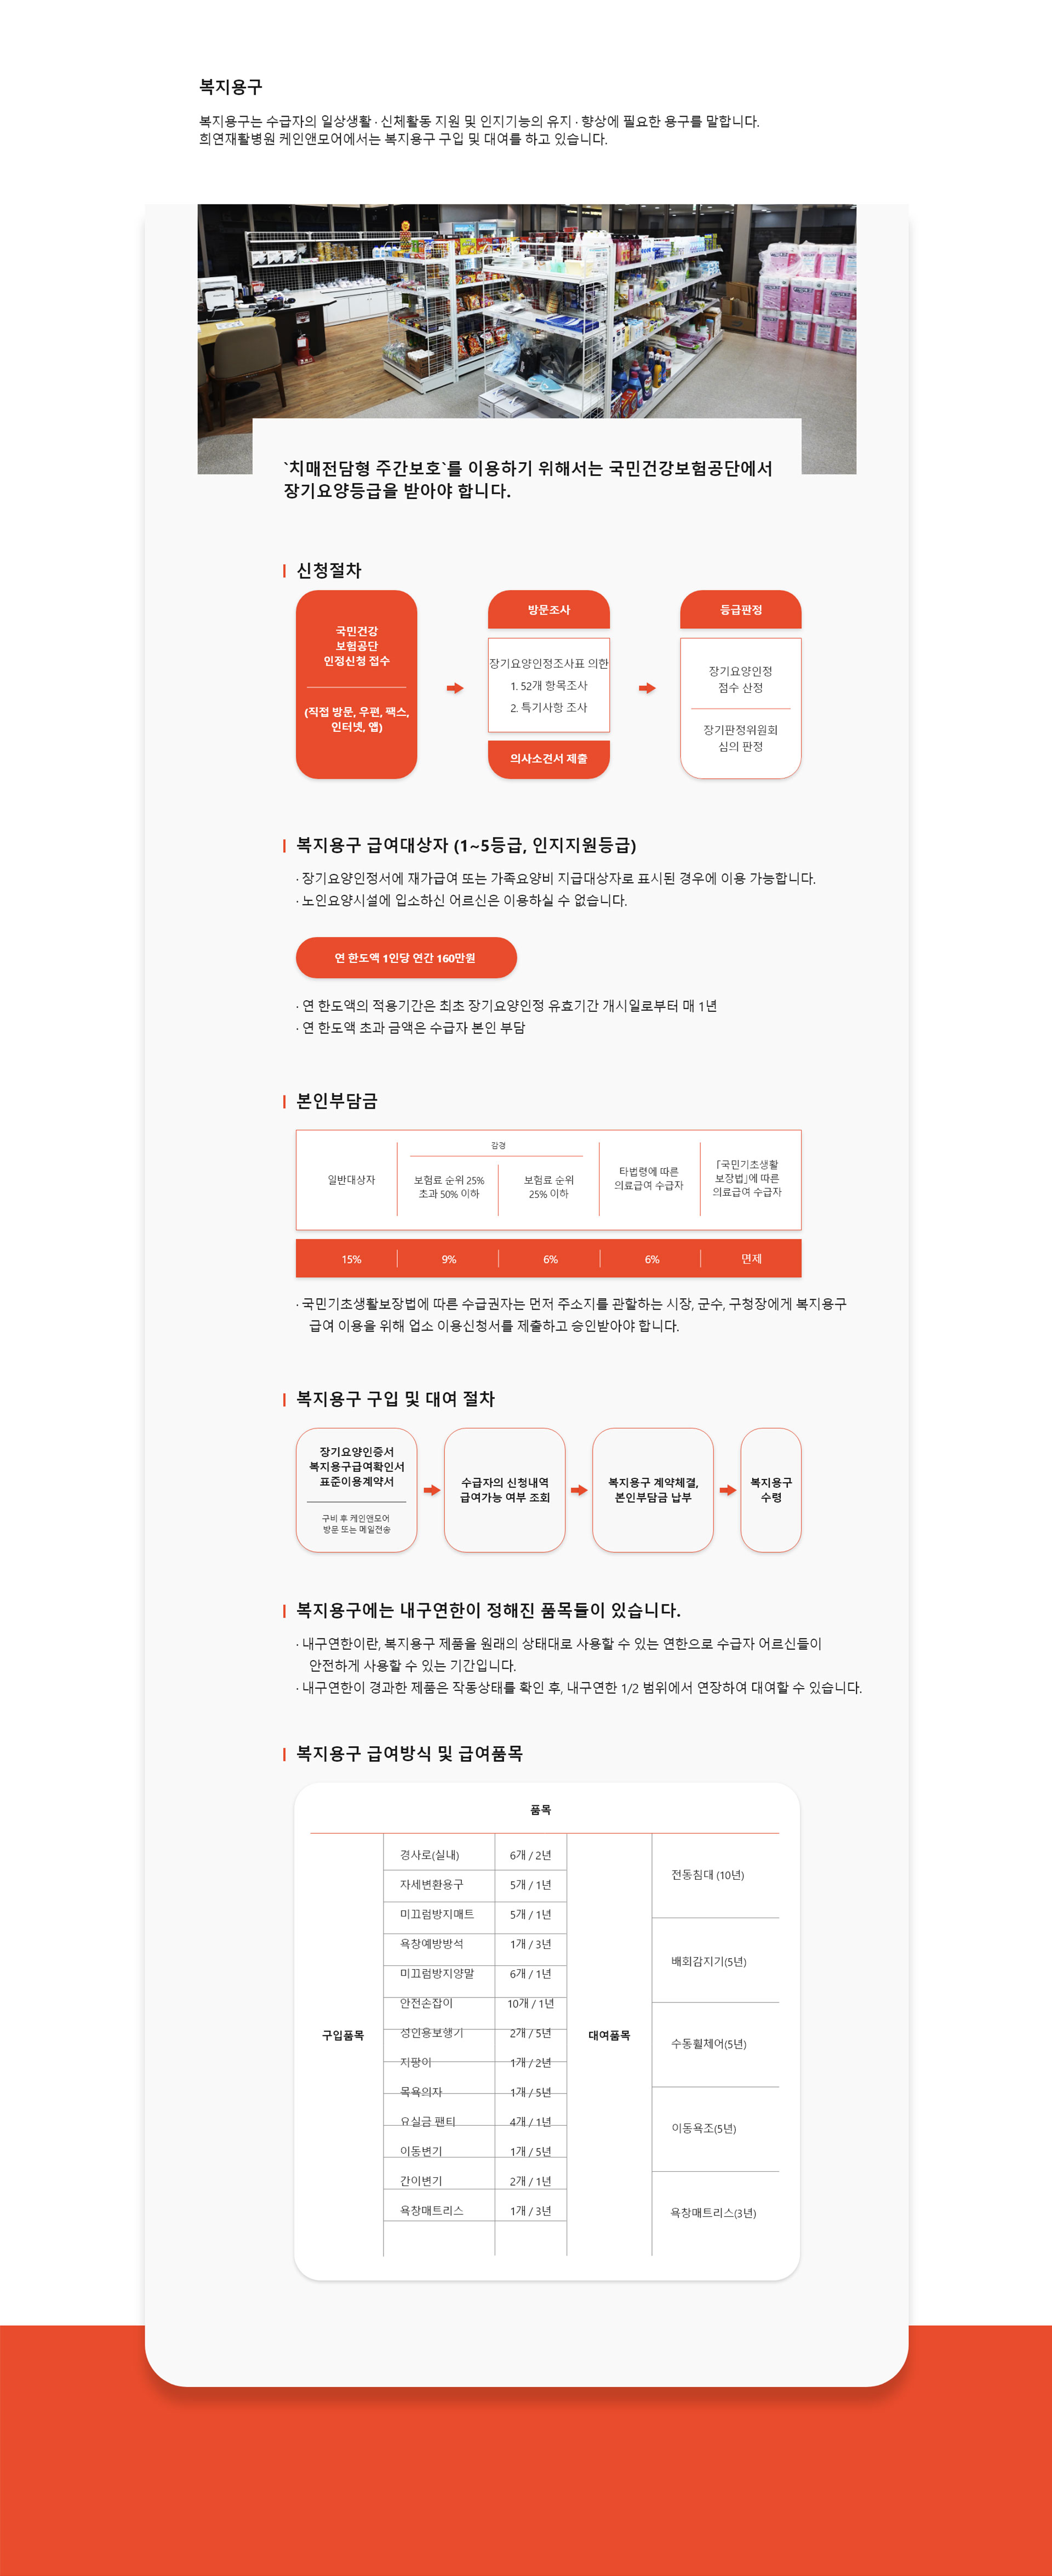 복지용구
복지용구는 수급자의 일상생활 · 신체활동 지원 및 인지기능의 유지 · 향상에 필요한 용구를 말합니다.
희연재활병원 케인앤모어에서는 복지용구 구입 및 대여를 하고 있습니다.
`치매전담형 주간보호`를 이용하기 위해서는 국민건강보험공단에서
장기요양등급을 받아야 합니다.
신청절차
국민건강
보험공단
인정신청 접수
(직접 방문, 우편, 팩스,
인터넷, 앱)
방문조사
장기요양인정조사표 의한
1. 52개 항목조사
2. 특기사항 조사
의사소견서 제출
등급판정
장기요양인정
점수 산정
장기판정위원회
심의 판정
복지용구 급여대상자 (1~5등급, 인지지원등급)
· 장기요양인정서에 재가급여 또는 가족요양비 지급대상자로 표시된 경우에 이용 가능합니다.
· 노인요양시설에 입소하신 어르신은 이용하실 수 없습니다.
연 한도액 1인당 연간 160만원
· 연 한도액의 적용기간은 최초 장기요양인정 유효기간 개시일로부터 매 1년
· 연 한도액 초과 금액은 수급자 본인 부담
본인부담금
일반대상자
감경
보험료 순위 25%
초과 50% 이하
보험료 순위
25% 이하
타법령에 따른
의료급여 수급자
「국민기초생활
보장법」에 따른
의료급여 수급자
15%
9%
6%
6%
면제
· 국민기초생활보장법에 따른 수급권자는 먼저 주소지를 관할하는 시장, 군수, 구청장에게 복지용구
급여 이용을 위해 업소 이용신청서를 제출하고 승인받아야 합니다.
복지용구 구입 및 대여 절차
장기요양인증서
복지용구급여확인서
표준이용계약서
구비 후 케인앤모어
방문 또는 메일전송
수급자의 신청내역
급여가능 여부 조회
복지용구 계약체결,
본인부담금 납부
복지용구
수령
복지용구에는 내구연한이 정해진 품목들이 있습니다.
· 내구연한이란, 복지용구 제품을 원래의 상태대로 사용할 수 있는 연한으로 수급자 어르신들이
안전하게 사용할 수 있는 기간입니다.
· 내구연한이 경과한 제품은 작동상태를 확인 후, 내구연한 1/2 범위에서 연장하여 대여할 수 있습니다.
복지용구 급여방식 및 급여품목
품목
구입품목
경사로(실내) 6개 / 2년
자세변환용구 5개 / 1년
미끄럼방지매트 5개 / 1년
욕창예방방석 1개 / 3년
미끄럼방지양말 6개 / 1년
안전손잡이 10개 / 1년
성인용보행기 2개 / 5년
지팡이 1개 / 2년
목욕의자 1개 / 5년
요실금 팬티 4개 / 1년
이동변기 1개 / 5년
간이변기 2개 / 1년
욕창매트리스 1개 / 3년
대여품목
전동침대 (10년)
배회감지기(5년)
수동휠체어(5년)
이동욕조(5년)
욕창매트리스(3년)